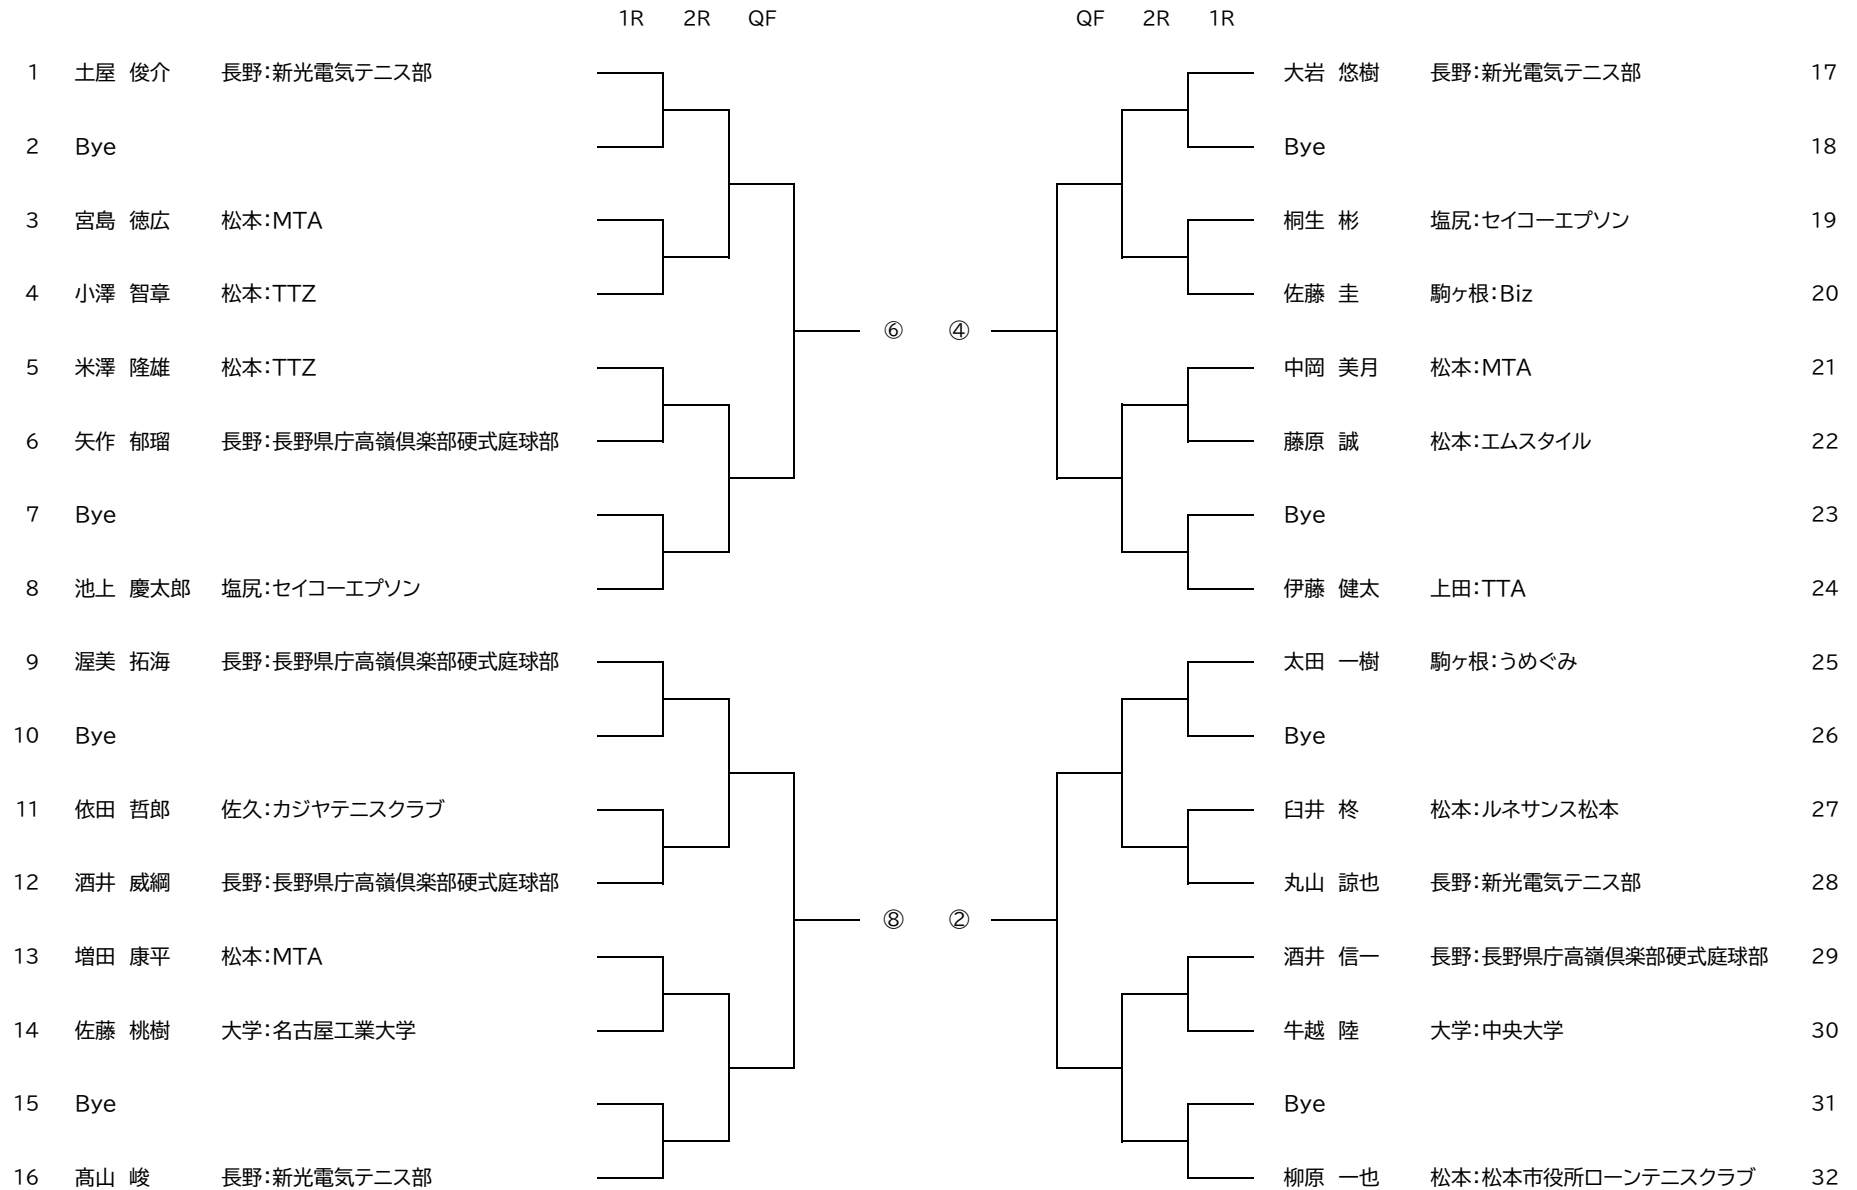 1R 2R QF QF 2R 1R
1 土屋 俊介 長野：新光電気テニス部 大岩 悠樹 長野：新光電気テニス部 17
2 Bye Bye 18
3 宮島 徳広 松本：MTA 桐生 彬 塩尻：セイコーエプソン 19
4 小澤 智章 松本：TTZ 佐藤 圭 駒ヶ根：Biz 20
⑥ ④
5 米澤 隆雄 松本：TTZ 中岡 美月 松本：MTA 21
6 矢作 郁瑠 長野：長野県庁高嶺倶楽部硬式庭球部 藤原 誠 松本：エムスタイル 22
7 Bye Bye 23
8 池上 慶太郎 塩尻：セイコーエプソン 伊藤 健太 上田：TTA 24
9 渥美 拓海 長野：長野県庁高嶺倶楽部硬式庭球部 太田 一樹 駒ヶ根：うめぐみ 25
10 Bye Bye 26
11 依田 哲郎 佐久：カジヤテニスクラブ 臼井 柊 松本：ルネサンス松本 27
12 酒井 威綱 長野：長野県庁高嶺倶楽部硬式庭球部 丸山 諒也 長野：新光電気テニス部 28
⑧ ②
13 増田 康平 松本：MTA 酒井 信一 長野：長野県庁高嶺倶楽部硬式庭球部 29
14 佐藤 桃樹 大学：名古屋工業大学 牛越 陸 大学：中央大学 30
15 Bye Bye 31
16 髙山 峻 長野：新光電気テニス部 柳原 一也 松本：松本市役所ローンテニスクラブ 32